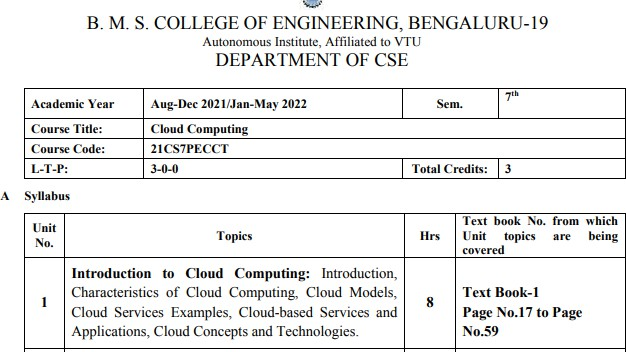 B. M. S. COLLEGE OF ENGINEERING, BENGALURU-19
Autonomous Institute, Affiliated to VTU
DEPARTMENT OF CSE
Academic Year Aug-Dec 2021/Jan-May 2022 Sem. 7th
Course Title: Cloud Computing
Course Code: 21CS7PECCT
L-T-P: 3-0-0 Total Credits: 3
A Syllabus
Unit No. Topics Hrs Text book No. from which Unit topics are being covered
1
Introduction to Cloud Computing: Introduction,
Characteristics of Cloud Computing, Cloud Models,
Cloud Services Examples, Cloud-based Services and
Applications, Cloud Concepts and Technologies.
8
Text Book-1
Page No.17 to Page
No.59